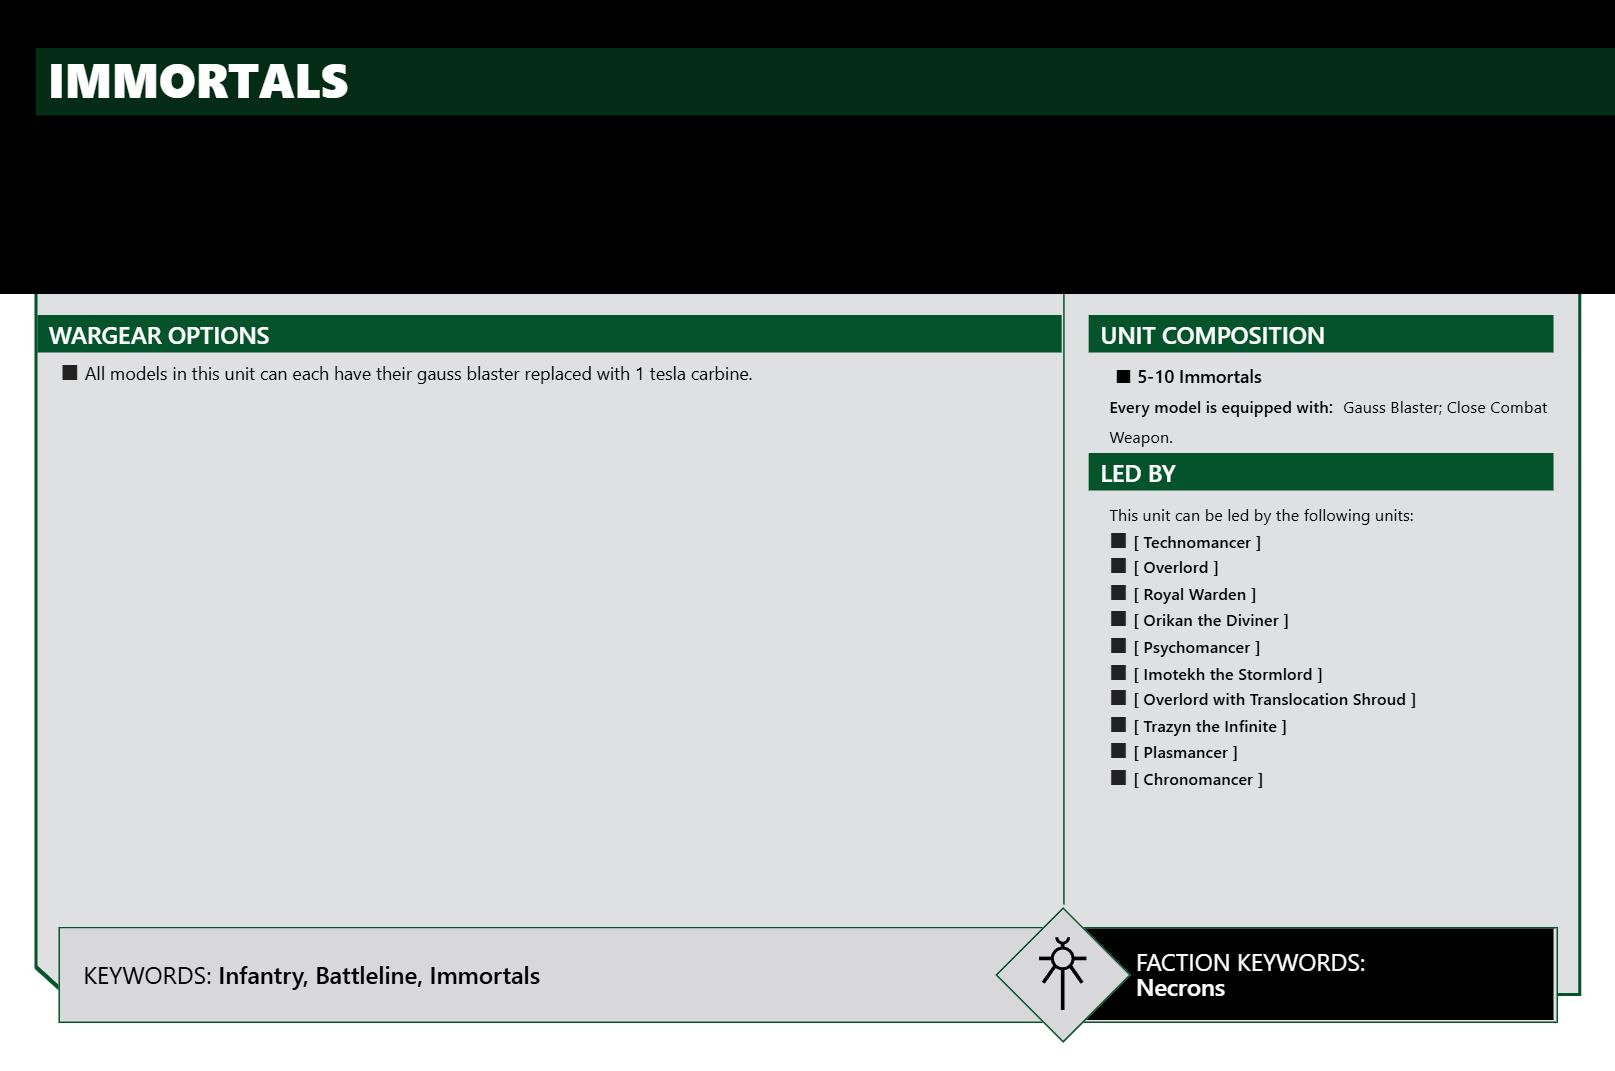 IMMORTALS
WARGEAR OPTIONS
■ All models in this unit can each have their gauss blaster replaced with 1 tesla carbine.
UNIT COMPOSITION
■ 5-10 Immortals
Every model is equipped with: Gauss Blaster; Close Combat
Weapon.
LED BY
This unit can be led by the following units:
■ [ Technomancer ]
■ [ Overlord ]
■ [ Royal Warden ]
■ [ Orikan the Diviner ]
■ [ Psychomancer ]
■ [ Imotekh the Stormlord ]
■ [ Overlord with Translocation Shroud ]
■ [ Trazyn the Infinite ]
■ [ Plasmancer ]
■ [ Chronomancer ]
KEYWORDS: Infantry, Battleline, Immortals
FACTION KEYWORDS:
Necrons